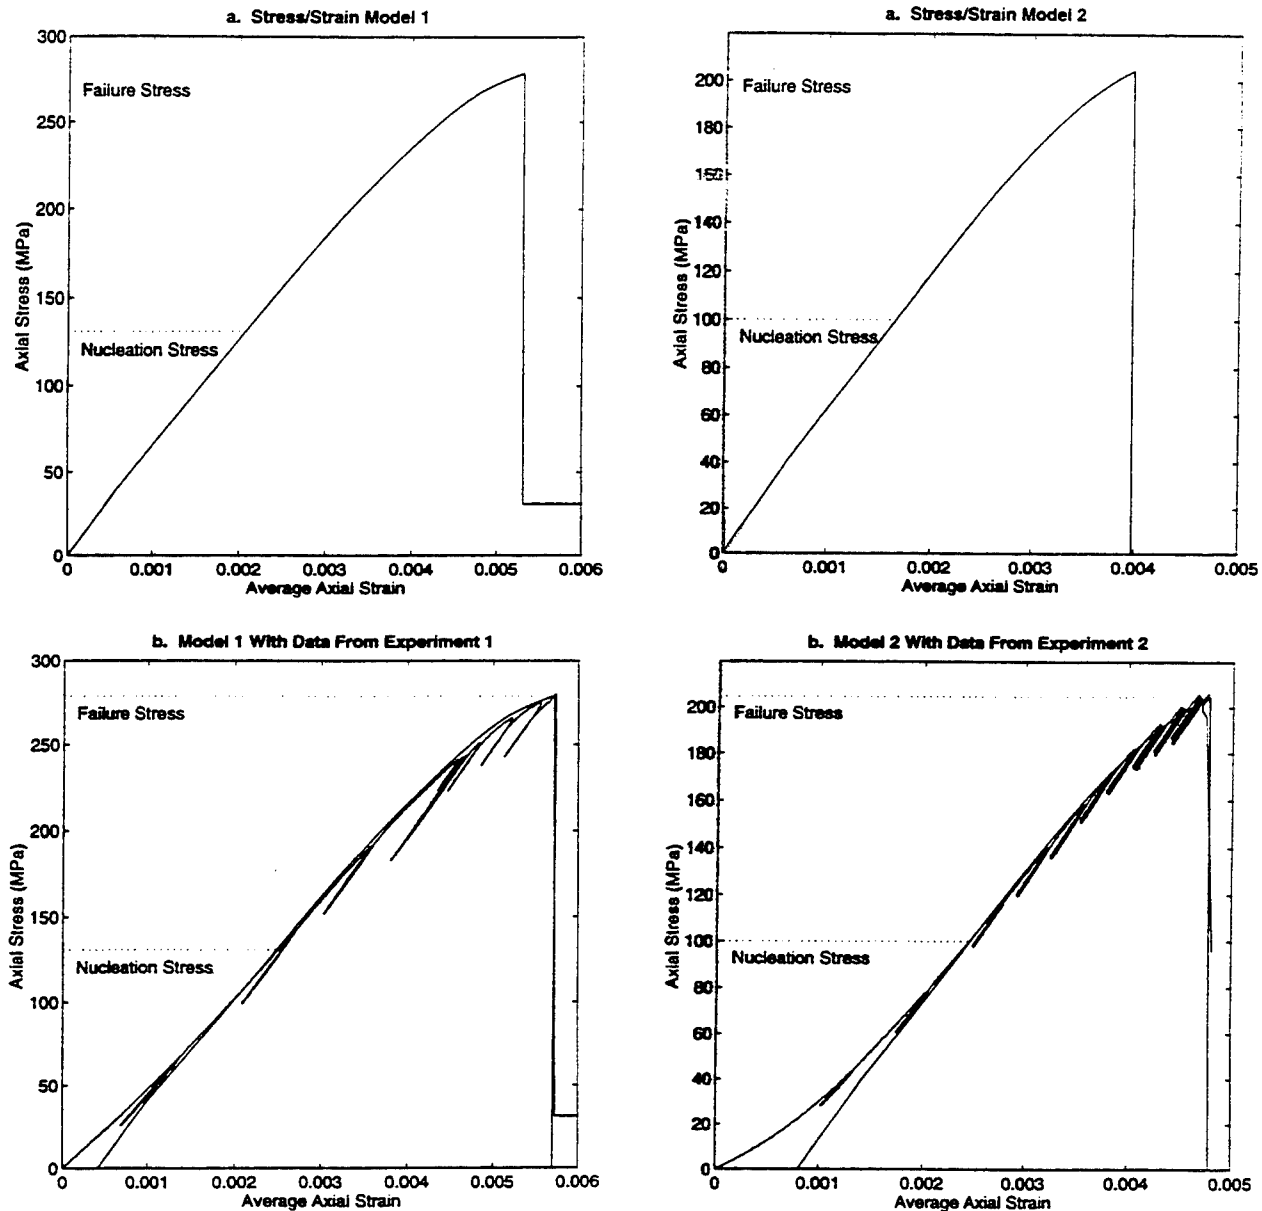 a. Stress/Strain Model 1
300
250
200
150
100
50
0
Failure Stress
Nucleation Stress
Axial Stress (MPa)
0 0.001 0.002 0.003 0.004 0.005 0.006
Average Axial Strain
a. Stress/Strain Model 2
200
180
160
140
120
100
80
60
40
20
0
Failure Stress
Nucleation Stress
Axial Stress (MPa)
0 0.001 0.002 0.003 0.004 0.005
Average Axial Strain
b. Model 1 With Data From Experiment 1
300
250
200
150
100
50
0
Failure Stress
Nucleation Stress
Axial Stress (MPa)
0 0.001 0.002 0.003 0.004 0.005 0.006
Average Axial Strain
b. Model 2 With Data From Experiment 2
200
180
160
140
120
100
80
60
40
20
0
Failure Stress
Nucleation Stress
Axial Stress (MPa)
0 0.001 0.002 0.003 0.004 0.005
Average Axial Strain